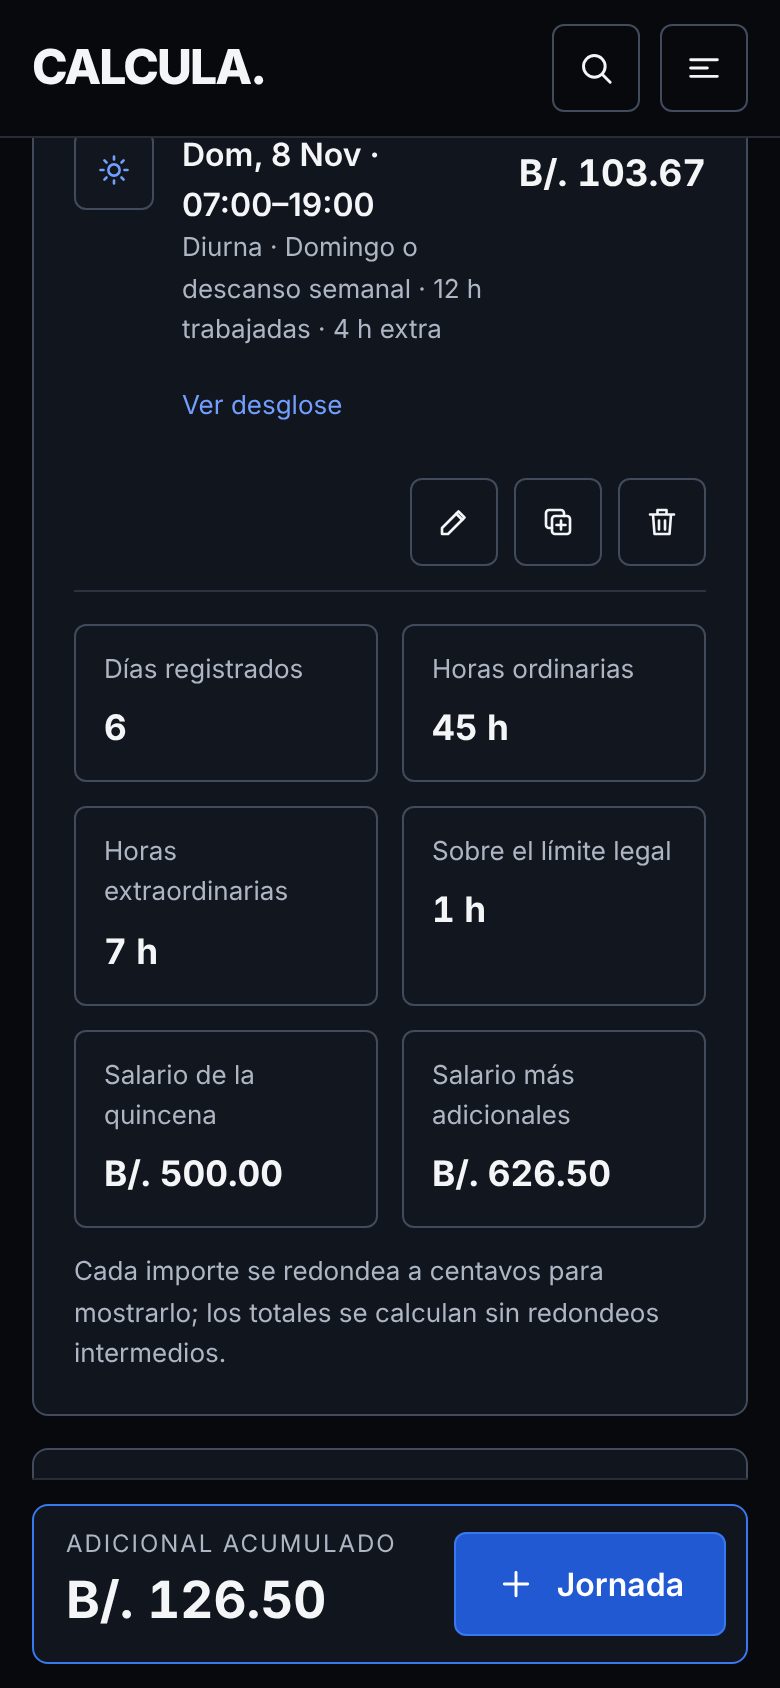 CALCULA.
Dom, 8 Nov ·
07:00–19:00
B/. 103.67
Diurna · Domingo o
descanso semanal · 12 h
trabajadas · 4 h extra
Ver desglose
Días registrados
6
Horas ordinarias
45 h
Horas
extraordinarias
7 h
Sobre el límite legal
1 h
Salario de la
quincena
B/. 500.00
Salario más
adicionales
B/. 626.50
Cada importe se redondea a centavos para
mostrarlo; los totales se calculan sin redondeos
intermedios.
ADICIONAL ACUMULADO
B/. 126.50
Jornada